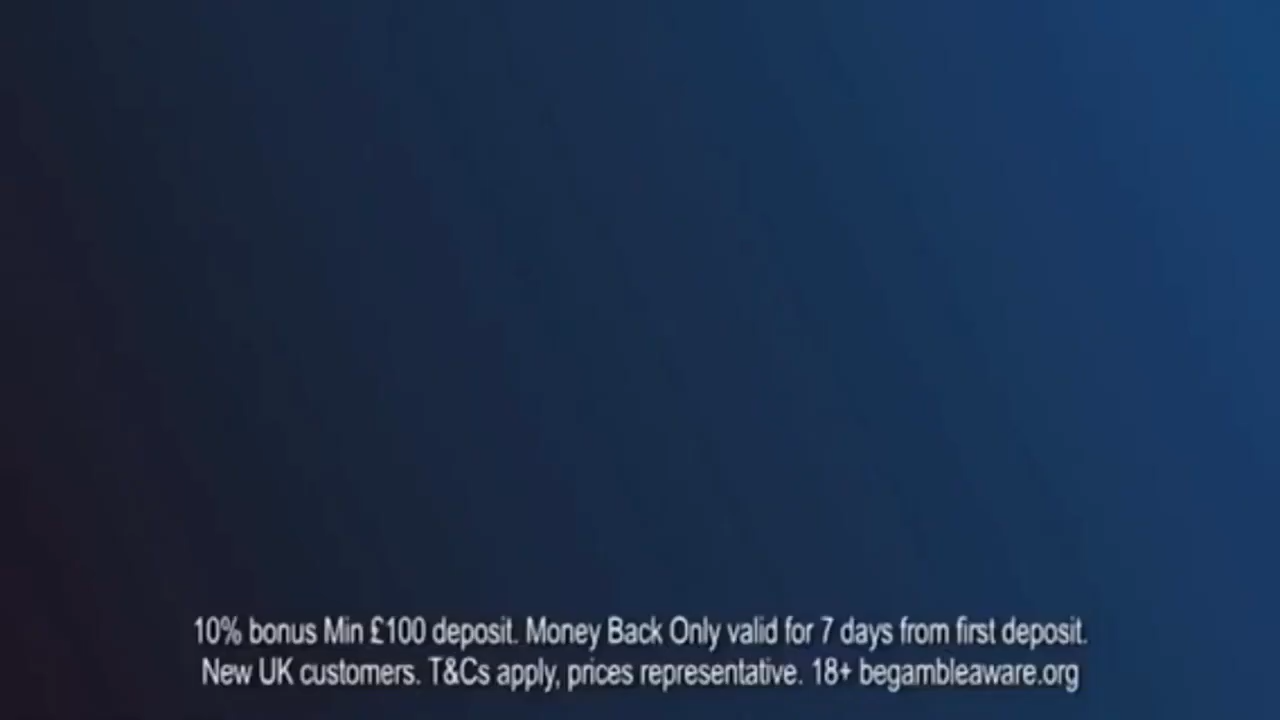 10% bonus Min £100 deposit. Money Back Only valid for 7 days from first deposit.
New UK customers. T&Cs apply, prices representative. 18+ begambleaware.org